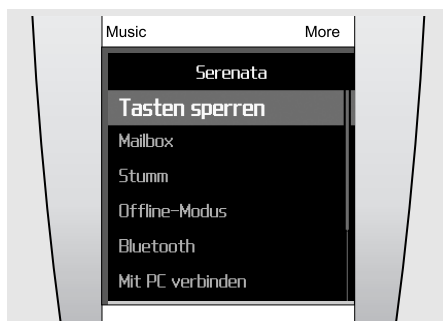 Music More
Serenata
Tasten sperren
Mailbox
Stumm
Offline-Modus
Bluetooth
Mit PC verbinden